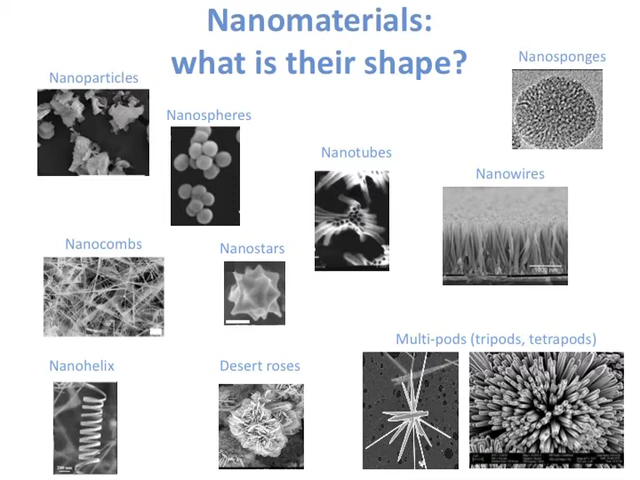 Nanomaterials:
what is their shape?
Nanosponges
Nanoparticles
Nanospheres
Nanotubes
Nanowires
Nanocombs
Nanostars
Multi-pods (tripods, tetrapods)
Nanohelix
Desert roses